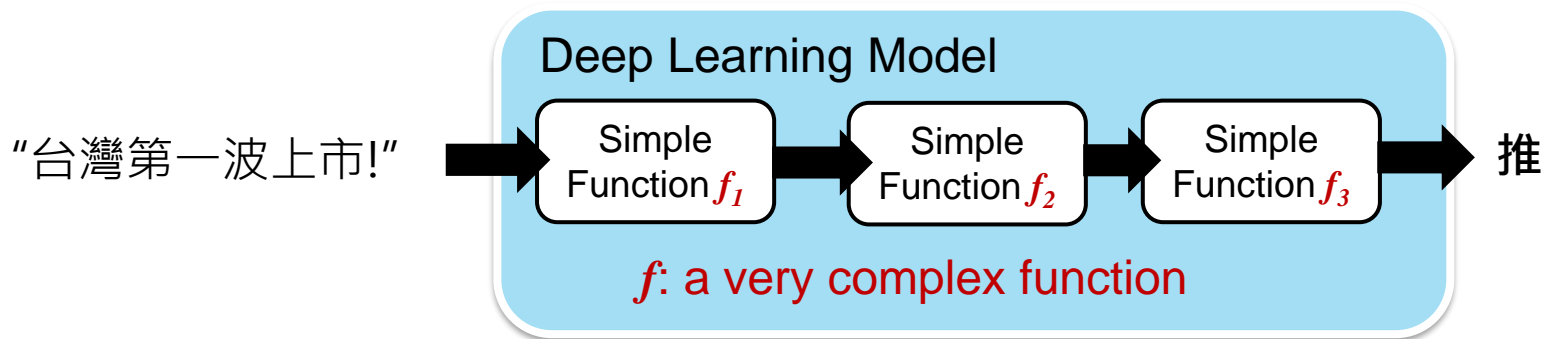 Deep Learning Model
“台灣第一波上市!”
Simple
Function f1
Simple
Function f2
Simple
Function f3
推
f: a very complex function